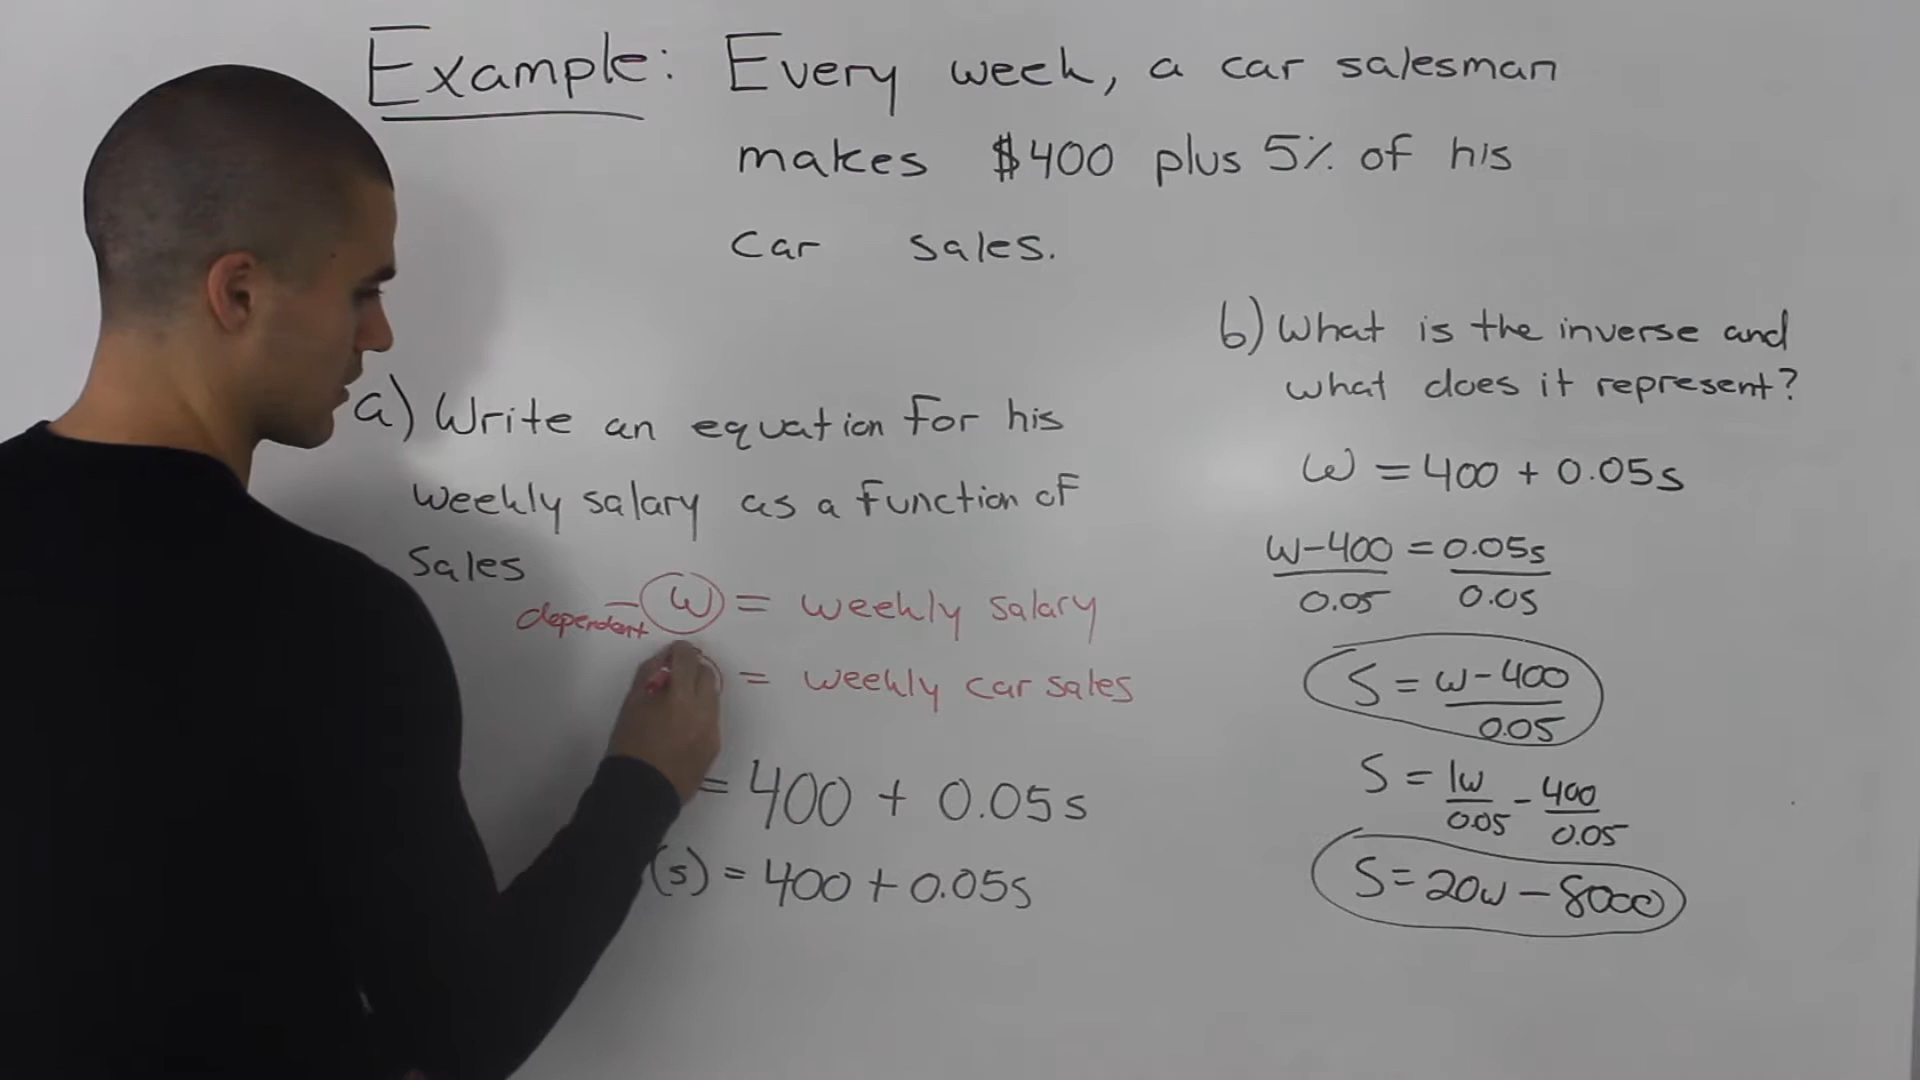 Example: Every week, a car salesman
makes $400 plus 5% of his
car sales.
a) Write an equation for his
weekly salary as a function of
sales
dependent - w = weekly salary
= weekly car sales
= 400 + 0.05s
(s) = 400 + 0.05s
b) What is the inverse and
what does it represent?
w = 400 + 0.05s
w-400 = 0.05s
0.05 0.05
S = w-400
0.05
S = 1w - 400
0.05 0.05
S = 20w - 8000